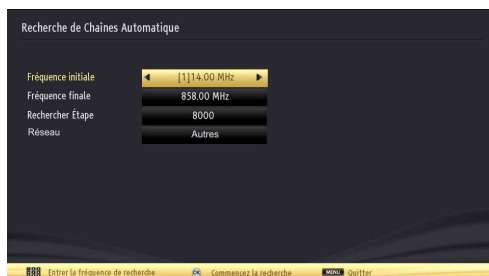 Recherche de Chaînes Automatique
Fréquence initiale [1]14.00 MHz
Fréquence finale 858.00 MHz
Rechercher Étape 8000
Réseau Autres
Entrer la fréquence de recherche OK Commencez la recherche MENU Quitter